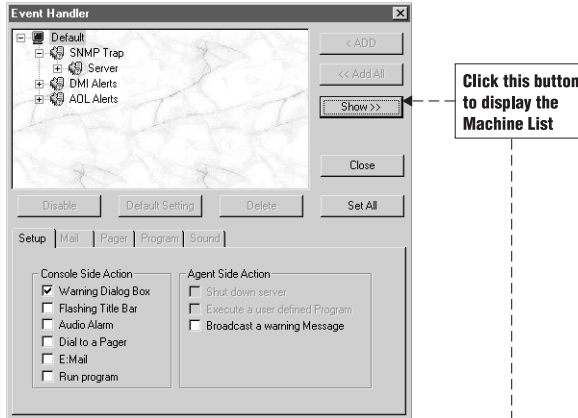 Event Handler
Default
SNMP Trap
Server
DMI Alerts
AOL Alerts
< ADD
<< Add All
Show >>
Close
Disable
Default Setting
Delete
Set All
Click this button
to display the
Machine List
Setup
Mail
Pager
Program
Sound
Console Side Action
Warning Dialog Box
Flashing Title Bar
Audio Alarm
Dial to a Pager
E:Mail
Run program
Agent Side Action
Shut down server
Execute a user defined Program
Broadcast a warning Message